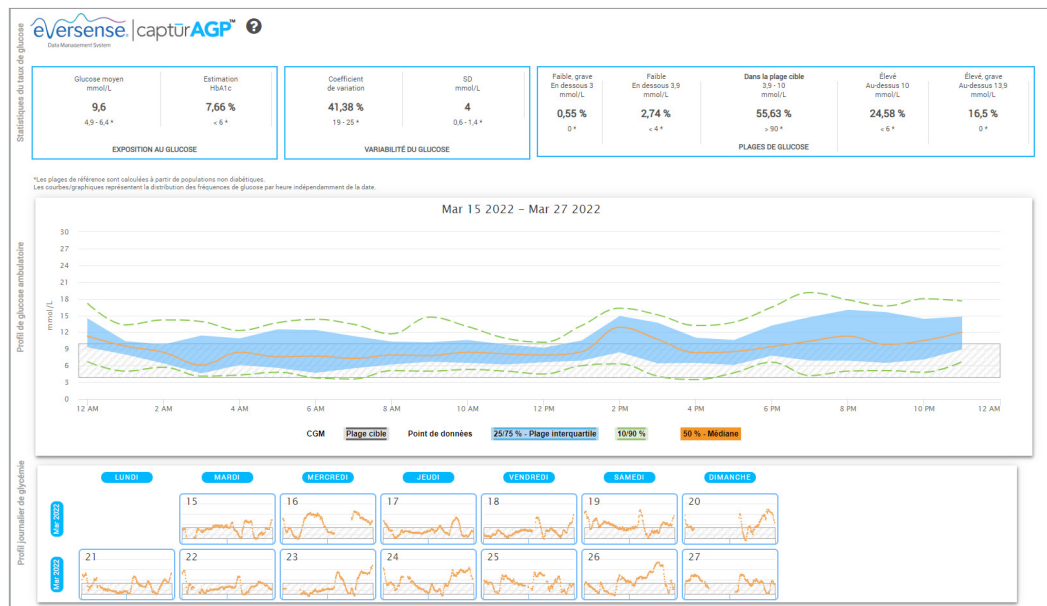 eversense. | captūrAGP™ ?
Data Management System
Statistiques du taux de glucose
Glucose moyen
mmol/L
9,6
4,9 - 6,4 *
Estimation
HbA1c
7,66 %
< 6 *
EXPOSITION AU GLUCOSE
Coefficient
de variation
41,38 %
19 - 25 *
SD
mmol/L
4
0,6 - 1,4 *
VARIABILITÉ DU GLUCOSE
Faible, grave
En dessous 3
mmol/L
0,55 %
0 *
Faible
En dessous 3,9
mmol/L
2,74 %
< 4 *
Dans la plage cible
3,9 - 10
mmol/L
55,63 %
> 90 *
Élevé
Au-dessus 10
mmol/L
24,58 %
< 6 *
Élevé, grave
Au-dessus 13,9
mmol/L
16,5 %
0 *
PLAGES DE GLUCOSE
*Les plages de référence sont calculées à partir de populations non diabétiques.
Les courbes/graphiques représentent la distribution des fréquences de glucose par heure indépendamment de la date.
Profil de glucose ambulatoire
Mar 15 2022 – Mar 27 2022
mmol/L
30
27
24
21
18
15
12
9
6
3
0
12 AM 2 AM 4 AM 6 AM 8 AM 10 AM 12 PM 2 PM 4 PM 6 PM 8 PM 10 PM 12 AM
CGM Plage cible Point de données 25/75 % - Plage interquartile 10/90 % 50 % - Médiane
Profil journalier de glycémie
LUNDI MARDI MERCREDI JEUDI VENDREDI SAMEDI DIMANCHE
Mar 2022
15 16 17 18 19 20
Mar 2022
21 22 23 24 25 26 27